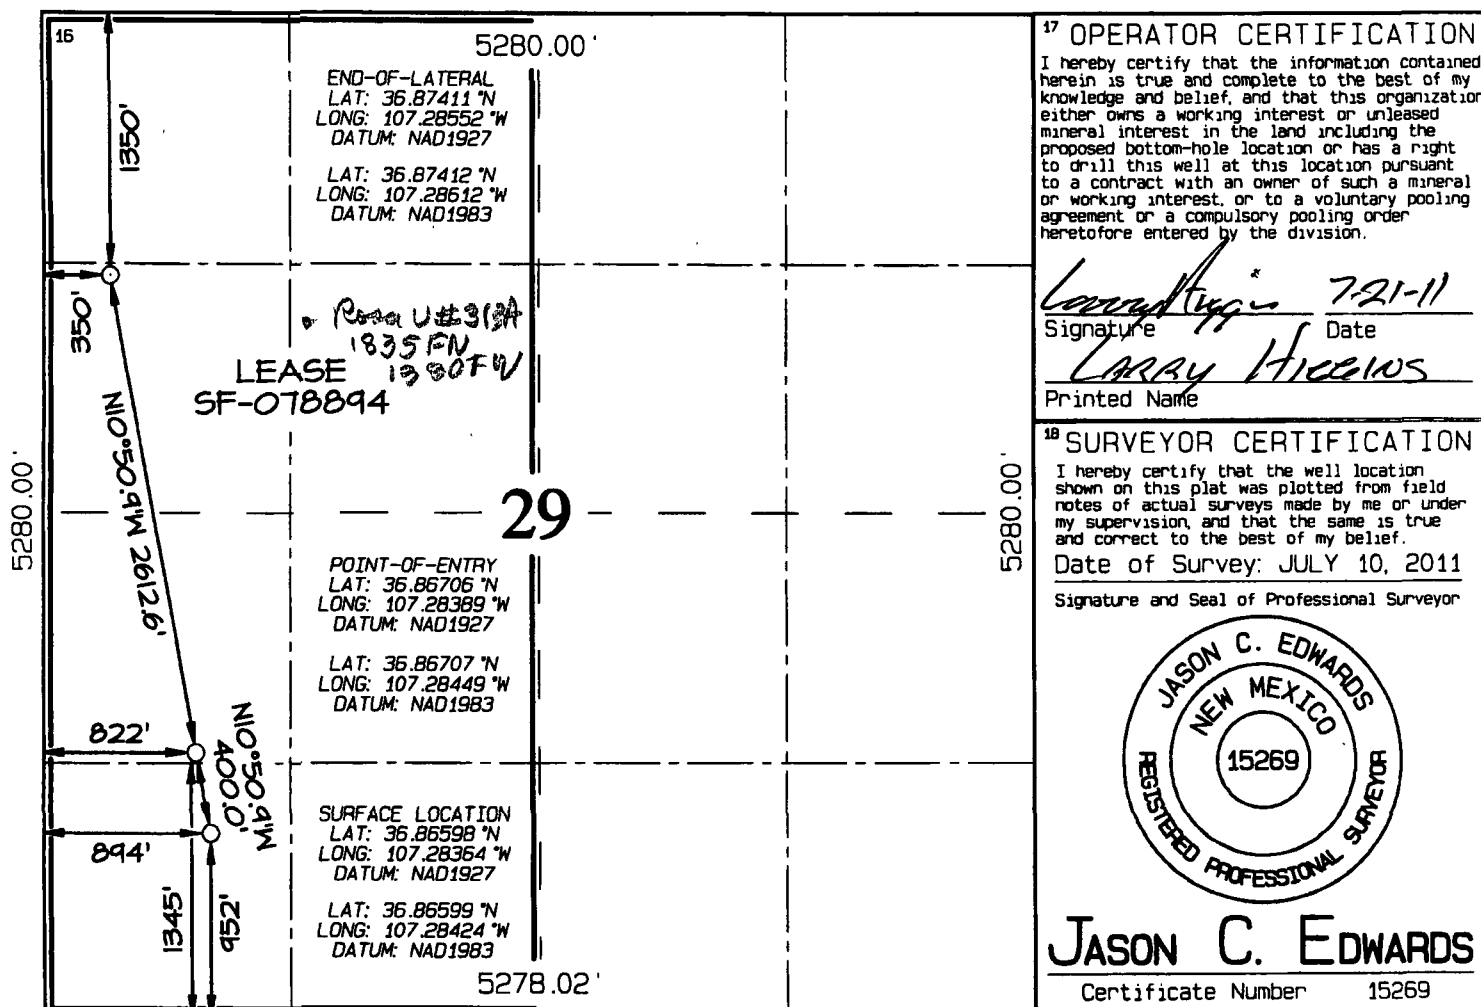 16
5280.00'
END-OF-LATERAL
LAT: 36.87411 °N
LONG: 107.28552 °W
DATUM: NAD1927
LAT: 36.87412 °N
LONG: 107.28612 °W
DATUM: NAD1983
1350'
350'
Rosa U#313A
1835 FN
1380 FW
LEASE
SF-078894
N10°50.9'W 2612.6'
5280.00'
29
5280.00'
POINT-OF-ENTRY
LAT: 36.86706 °N
LONG: 107.28389 °W
DATUM: NAD1927
LAT: 36.86707 °N
LONG: 107.28449 °W
DATUM: NAD1983
822'
N10°50.9'W
400.0'
894'
SURFACE LOCATION
LAT: 36.86598 °N
LONG: 107.28364 °W
DATUM: NAD1927
LAT: 36.86599 °N
LONG: 107.28424 °W
DATUM: NAD1983
1345'
952'
5278.02'
17 OPERATOR CERTIFICATION
I hereby certify that the information contained
herein is true and complete to the best of my
knowledge and belief, and that this organization
either owns a working interest or unleased
mineral interest in the land including the
proposed bottom-hole location or has a right
to drill this well at this location pursuant
to a contract with an owner of such a mineral
or working interest, or to a voluntary pooling
agreement or a compulsory pooling order
heretofore entered by the division.
Larry Higgins 7-21-11
Signature Date
LARRY HIGGINS
Printed Name
18 SURVEYOR CERTIFICATION
I hereby certify that the well location
shown on this plat was plotted from field
notes of actual surveys made by me or under
my supervision, and that the same is true
and correct to the best of my belief.
Date of Survey: JULY 10, 2011
Signature and Seal of Professional Surveyor
JASON C. EDWARDS
NEW MEXICO
15269
REGISTERED PROFESSIONAL SURVEYOR
JASON C. EDWARDS
Certificate Number 15269